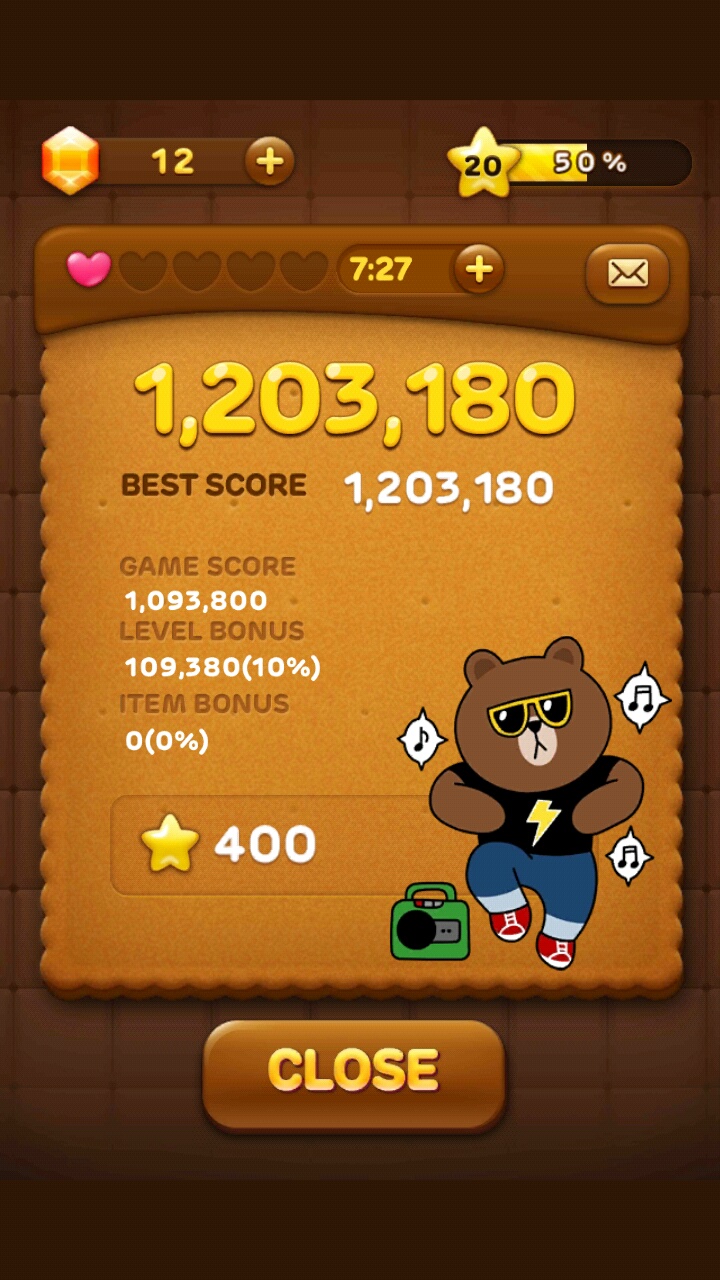 12
20 50%
7:27
1,203,180
BEST SCORE 1,203,180
GAME SCORE
1,093,800
LEVEL BONUS
109,380(10%)
ITEM BONUS
0(0%)
400
CLOSE